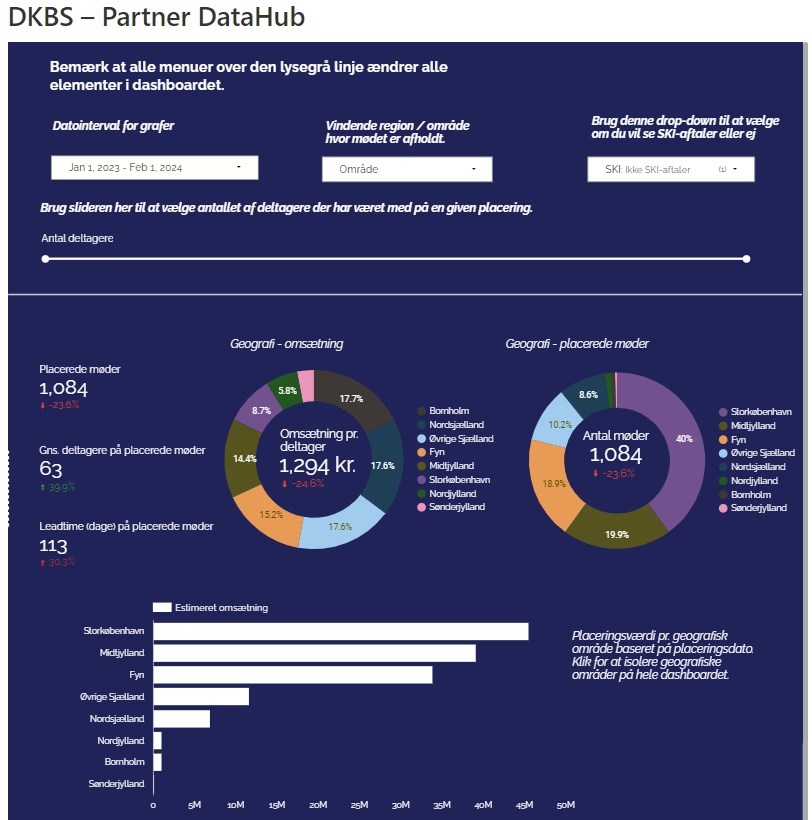 DKBS – Partner DataHub
Bemærk at alle menuer over den lysegrå linje ændrer alle
elementer i dashboardet.
Datointerval for grafer
Vindende region / område
hvor mødet er afholdt.
Brug denne drop-down til at vælge
om du vil se SKI-aftaler eller ej
Jan 1, 2023 - Feb 1, 2024
Område
SKI: Ikke SKI-aftaler (1)
Brug slideren her til at vælge antallet af deltagere der har været med på en given placering.
Antal deltagere
Geografi - omsætning
Geografi - placerede møder
Placerede møder
1,084
-23.6%
Gns. deltagere på placerede møder
63
39.9%
Leadtime (dage) på placerede møder
113
30.3%
17.7%
17.6%
17.6%
15.2%
14.4%
8.7%
5.8%
Omsætning pr.
deltager
1,294 kr.
-24.6%
Bornholm
Nordsjælland
Øvrige Sjælland
Fyn
Midtjylland
Storkøbenhavn
Nordjylland
Sønderjylland
40%
19.9%
18.9%
10.2%
8.6%
Antal møder
1,084
-23.6%
Storkøbenhavn
Midtjylland
Fyn
Øvrige Sjælland
Nordsjælland
Nordjylland
Bornholm
Sønderjylland
Estimeret omsætning
Storkøbenhavn
Midtjylland
Fyn
Øvrige Sjælland
Nordsjælland
Nordjylland
Bornholm
Sønderjylland
0 5M 10M 15M 20M 25M 30M 35M 40M 45M 50M
Placeringsværdi pr. geografisk
område baseret på placeringsdato.
Klik for at isolere geografiske
områder på hele dashboardet.